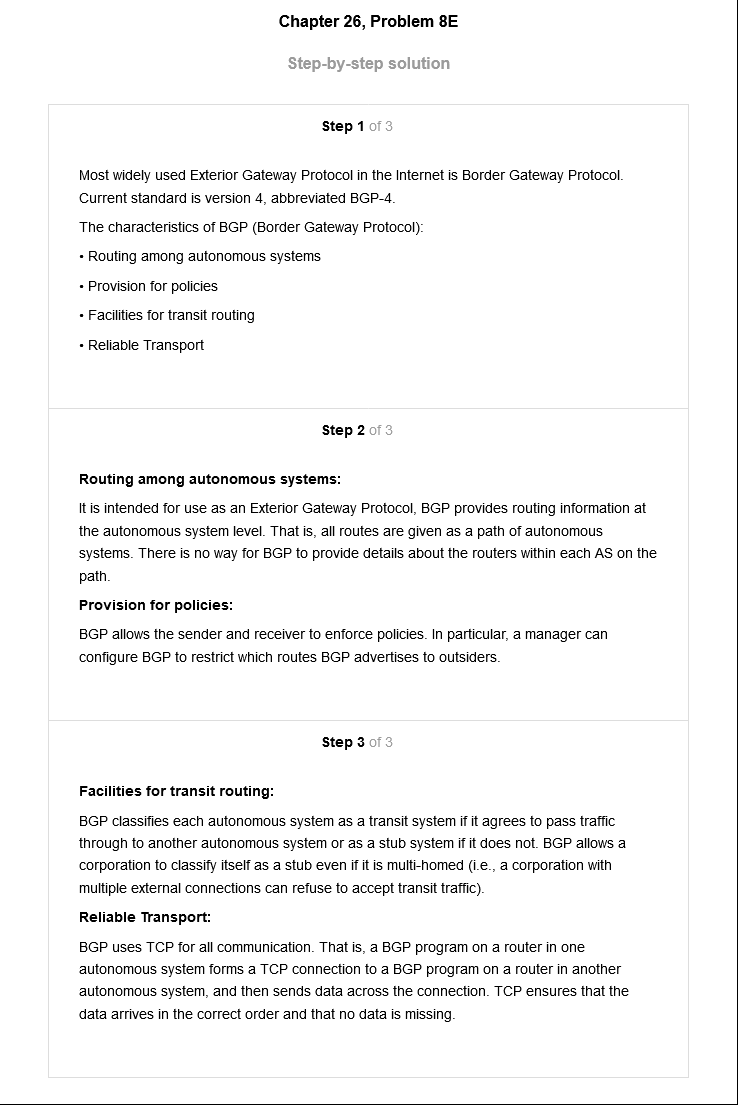 Chapter 26, Problem 8E
Step-by-step solution
Step 1 of 3
Most widely used Exterior Gateway Protocol in the Internet is Border Gateway Protocol.
Current standard is version 4, abbreviated BGP-4.
The characteristics of BGP (Border Gateway Protocol):
• Routing among autonomous systems
• Provision for policies
• Facilities for transit routing
• Reliable Transport
Step 2 of 3
Routing among autonomous systems:
It is intended for use as an Exterior Gateway Protocol, BGP provides routing information at
the autonomous system level. That is, all routes are given as a path of autonomous
systems. There is no way for BGP to provide details about the routers within each AS on the
path.
Provision for policies:
BGP allows the sender and receiver to enforce policies. In particular, a manager can
configure BGP to restrict which routes BGP advertises to outsiders.
Step 3 of 3
Facilities for transit routing:
BGP classifies each autonomous system as a transit system if it agrees to pass traffic
through to another autonomous system or as a stub system if it does not. BGP allows a
corporation to classify itself as a stub even if it is multi-homed (i.e., a corporation with
multiple external connections can refuse to accept transit traffic).
Reliable Transport:
BGP uses TCP for all communication. That is, a BGP program on a router in one
autonomous system forms a TCP connection to a BGP program on a router in another
autonomous system, and then sends data across the connection. TCP ensures that the
data arrives in the correct order and that no data is missing.